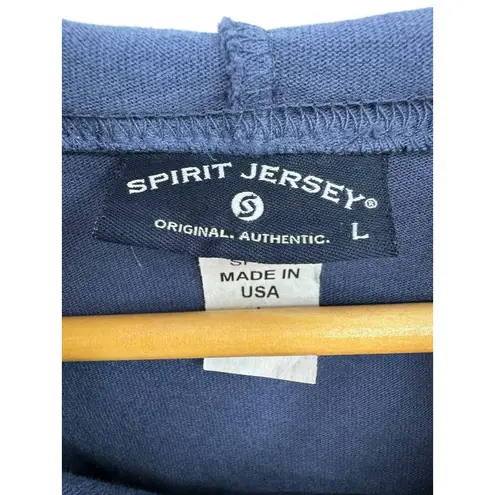 SPIRIT JERSEY®
ORIGINAL. AUTHENTIC.
L
MADE IN
USA